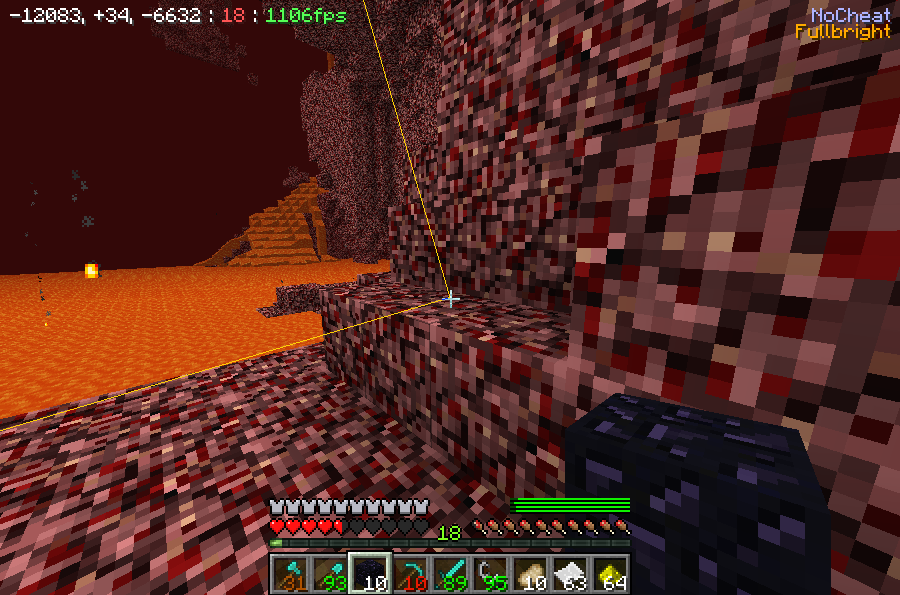 -12083, +34, -6632 : 18 : 1106fps
NoCheat
Fullbright
18
31 93 10 10 89 95 10 63 64